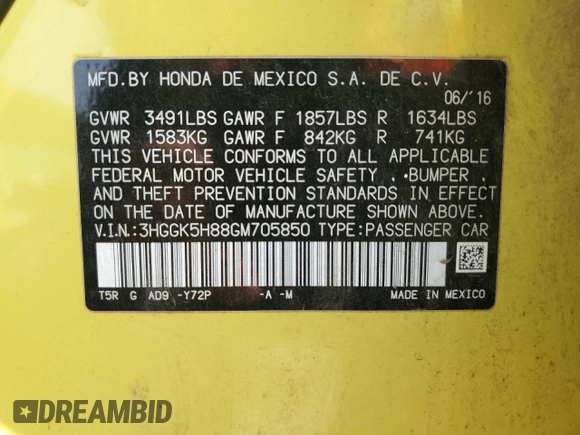 MFD.BY HONDA DE MEXICO S.A. DE C.V.
06/'16
GVWR 3491LBS GAWR F 1857LBS R 1634LBS
GVWR 1583KG GAWR F 842KG R 741KG
THIS VEHICLE CONFORMS TO ALL APPLICABLE
FEDERAL MOTOR VEHICLE SAFETY , •BUMPER ,
AND THEFT PREVENTION STANDARDS IN EFFECT
ON THE DATE OF MANUFACTURE SHOWN ABOVE.
V.I.N.:3HGGK5H88GM705850 TYPE:PASSENGER CAR
T5R G AD9 -Y72P -A -M MADE IN MEXICO
DREAMBID